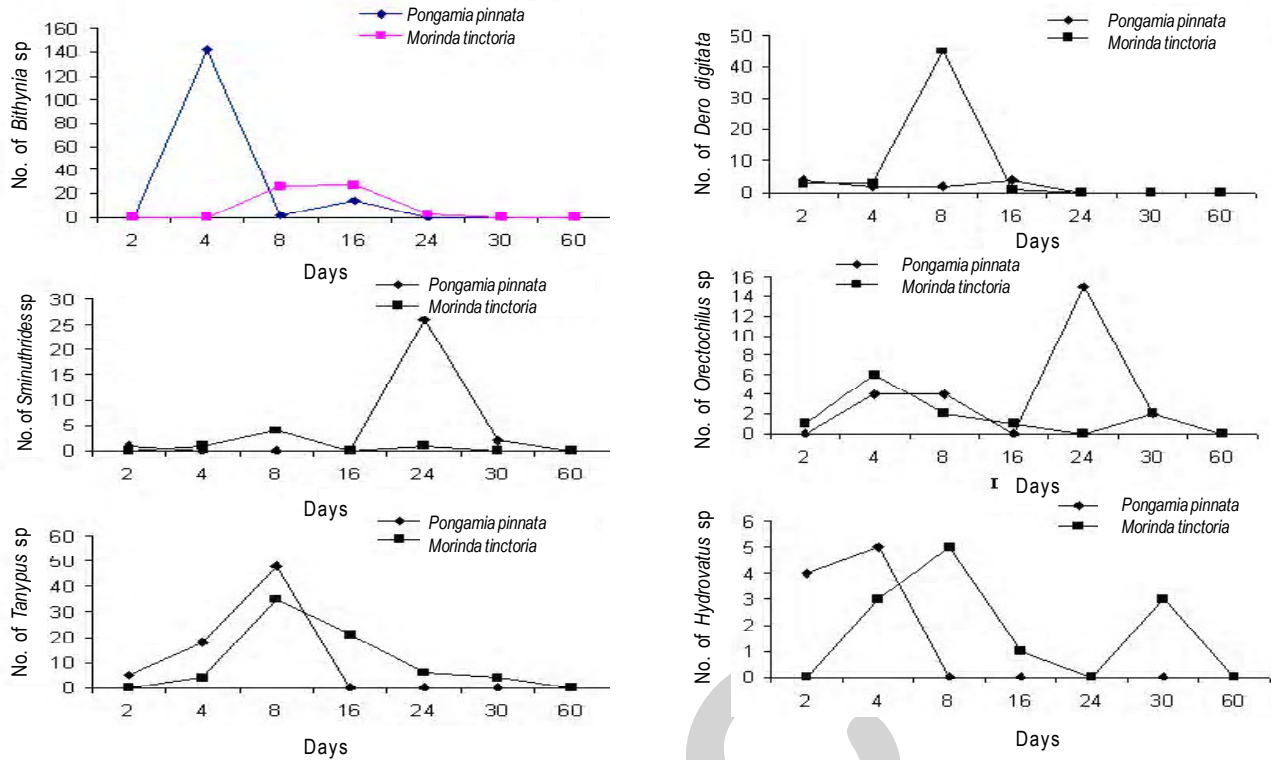 Pongamia pinnata
Morinda tinctoria
No. of Bithynia sp
160
140
120
100
80
60
40
20
0
2 4 8 16 24 30 60
Days
Pongamia pinnata
Morinda tinctoria
No. of Dero digitata
50
40
30
20
10
0
2 4 8 16 24 30 60
Days
Pongamia pinnata
Morinda tinctoria
No. of Sminuthrides sp
30
25
20
15
10
5
0
2 4 8 16 24 30 60
Days
Pongamia pinnata
Morinda tinctoria
No. of Orectochilus sp
16
14
12
10
8
6
4
2
0
2 4 8 16 24 30 60
Days
Pongamia pinnata
Morinda tinctoria
No. of Tanypus sp
60
50
40
30
20
10
0
2 4 8 16 24 30 60
Days
Pongamia pinnata
Morinda tinctoria
No. of Hydrovatus sp
6
5
4
3
2
1
0
2 4 8 16 24 30 60
Days